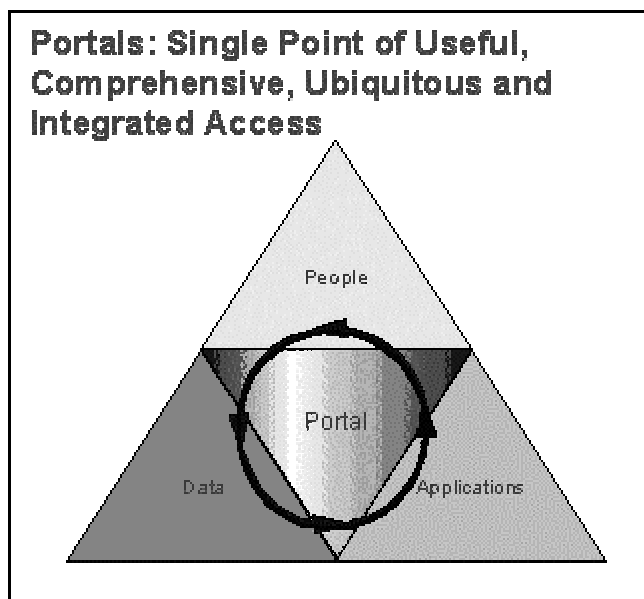 Portals: Single Point of Useful,
Comprehensive, Ubiquitous and
Integrated Access
People
Portal
Data
Applications